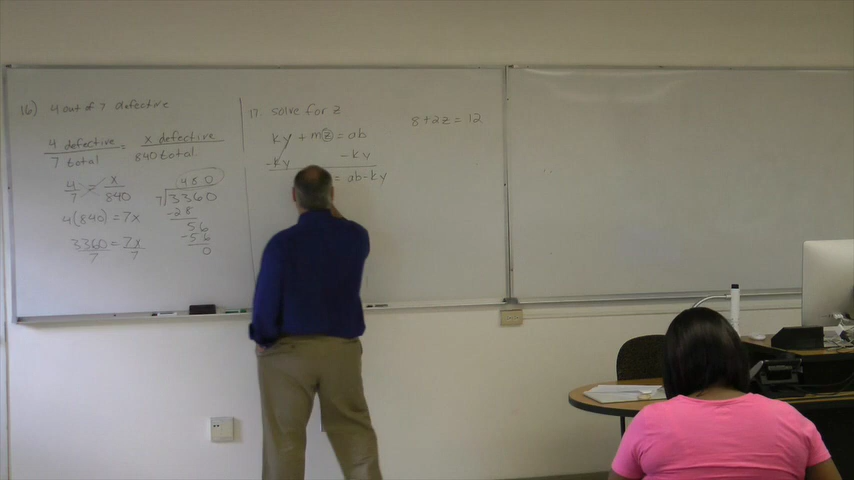 16) 4 out of 7 defective
4 defective / 7 total = x defective / 840 total
4/7 = x/840
4(840) = 7x
3360/7 = 7x/7
480
7 3360
-28
56
-56
0
17. solve for z
ky + mz = ab
-ky - ky
= ab-ky
8+2z = 12